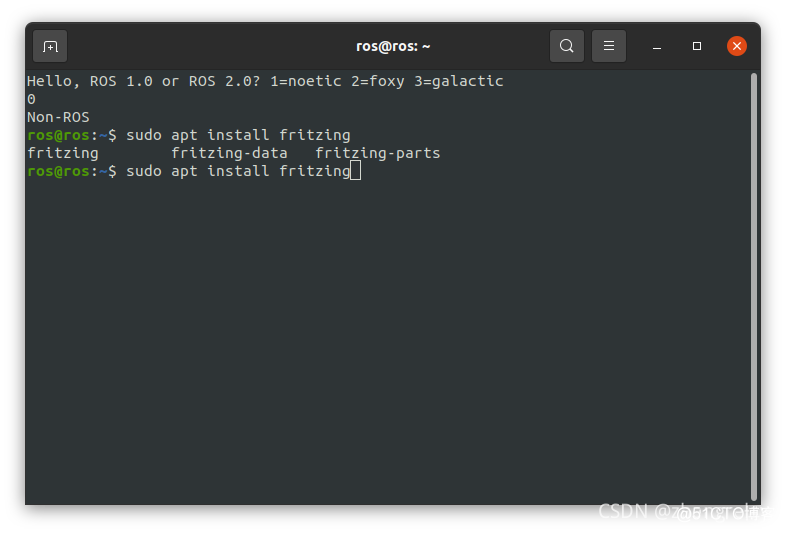 ros@ros: ~
Hello, ROS 1.0 or ROS 2.0? 1=noetic 2=foxy 3=galactic
0
Non-ROS
ros@ros:~$ sudo apt install fritzing
fritzing        fritzing-data   fritzing-parts
ros@ros:~$ sudo apt install fritzing
CSDN